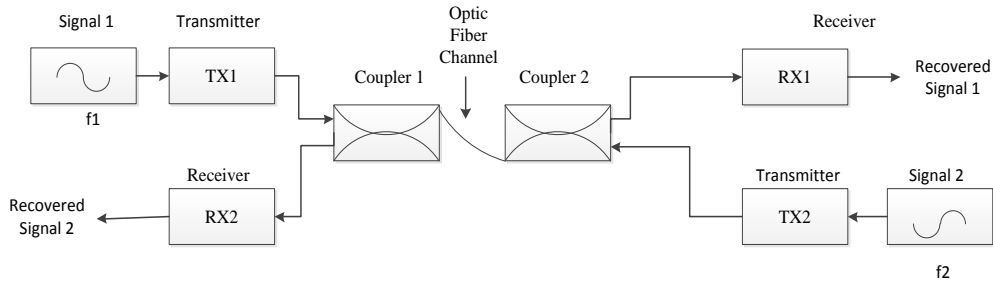 Signal 1
Transmitter
Optic
Fiber
Channel
Receiver
TX1
Coupler 1
Coupler 2
RX1
Recovered
Signal 1
f1
Receiver
Transmitter
Signal 2
Recovered
Signal 2
RX2
TX2
f2